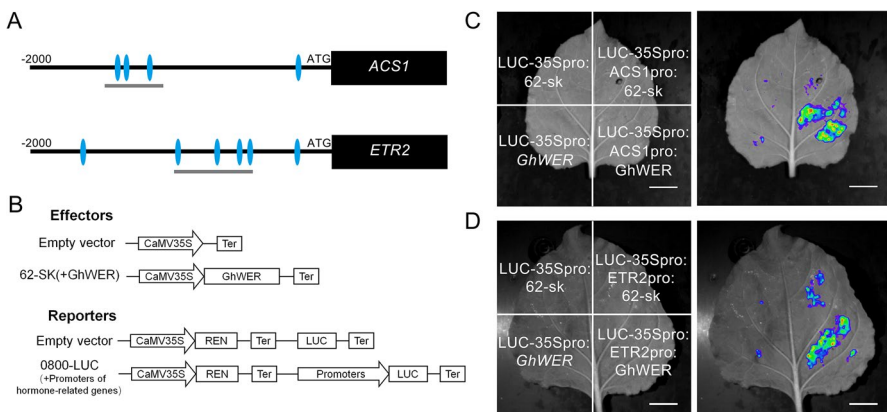 A
-2000
ATG
ACS1
-2000
ATG
ETR2
B
Effectors
Empty vector
CaMV35S
Ter
62-SK(+GhWER)
CaMV35S
GhWER
Ter
Reporters
Empty vector
CaMV35S
REN
Ter
LUC
Ter
0800-LUC
(+Promoters of
hormone-related genes)
CaMV35S
REN
Ter
Promoters
LUC
Ter
C
LUC-35Spro:
62-sk
LUC-35Spro:
ACS1pro:
62-sk
LUC-35Spro:
GhWER
LUC-35Spro:
ACS1pro:
GhWER
D
LUC-35Spro:
62-sk
LUC-35Spro:
ETR2pro:
62-sk
LUC-35Spro:
GhWER
LUC-35Spro:
ETR2pro:
GhWER